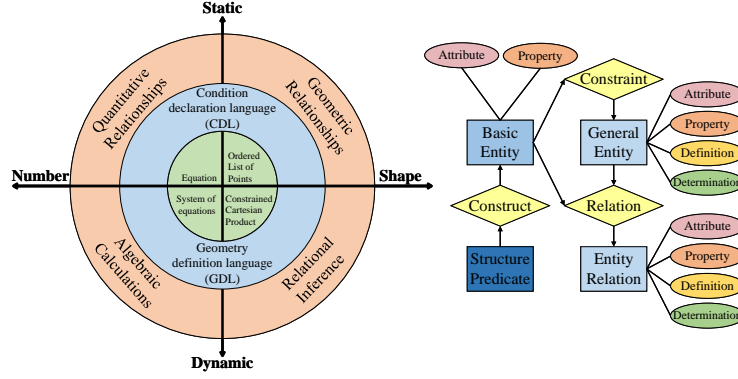 Static
Quantitative
Relationships
Geometric
Relationships
Condition
declaration language
(CDL)
Equation
Ordered
List of
Points
Number
Shape
System of
equations
Constrained
Cartesian
Product
Geometry
definition language
(GDL)
Algebraic
Calculations
Relational
Inference
Dynamic
Attribute
Property
Constraint
Basic
Entity
General
Entity
Attribute
Property
Definition
Determination
Construct
Relation
Structure
Predicate
Entity
Relation
Attribute
Property
Definition
Determination